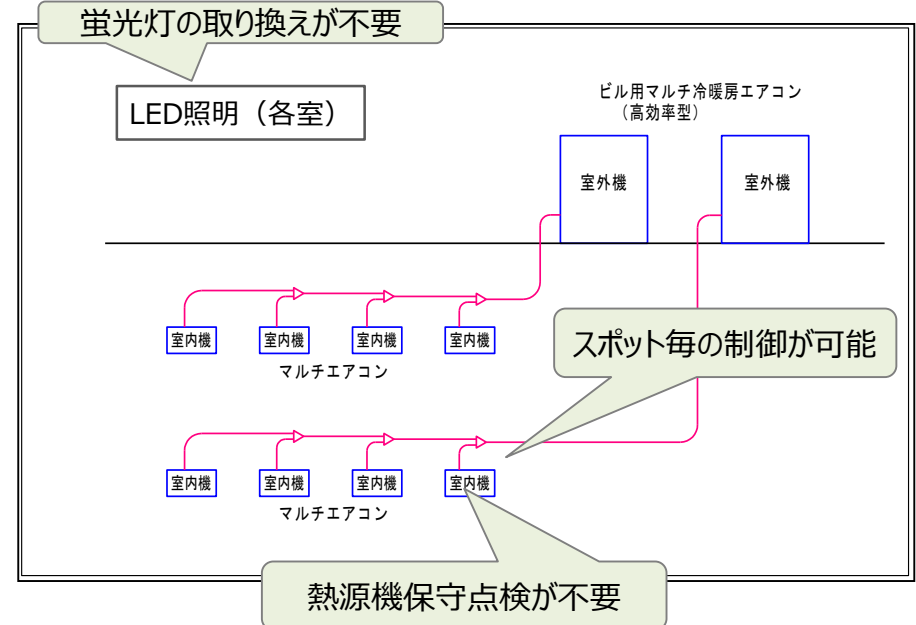 蛍光灯の取り換えが不要
LED照明（各室）
ビル用マルチ冷暖房エアコン
（高効率型）
室外機
室外機
室内機
室内機
室内機
室内機
マルチエアコン
スポット毎の制御が可能
室内機
室内機
室内機
室内機
マルチエアコン
熱源機保守点検が不要